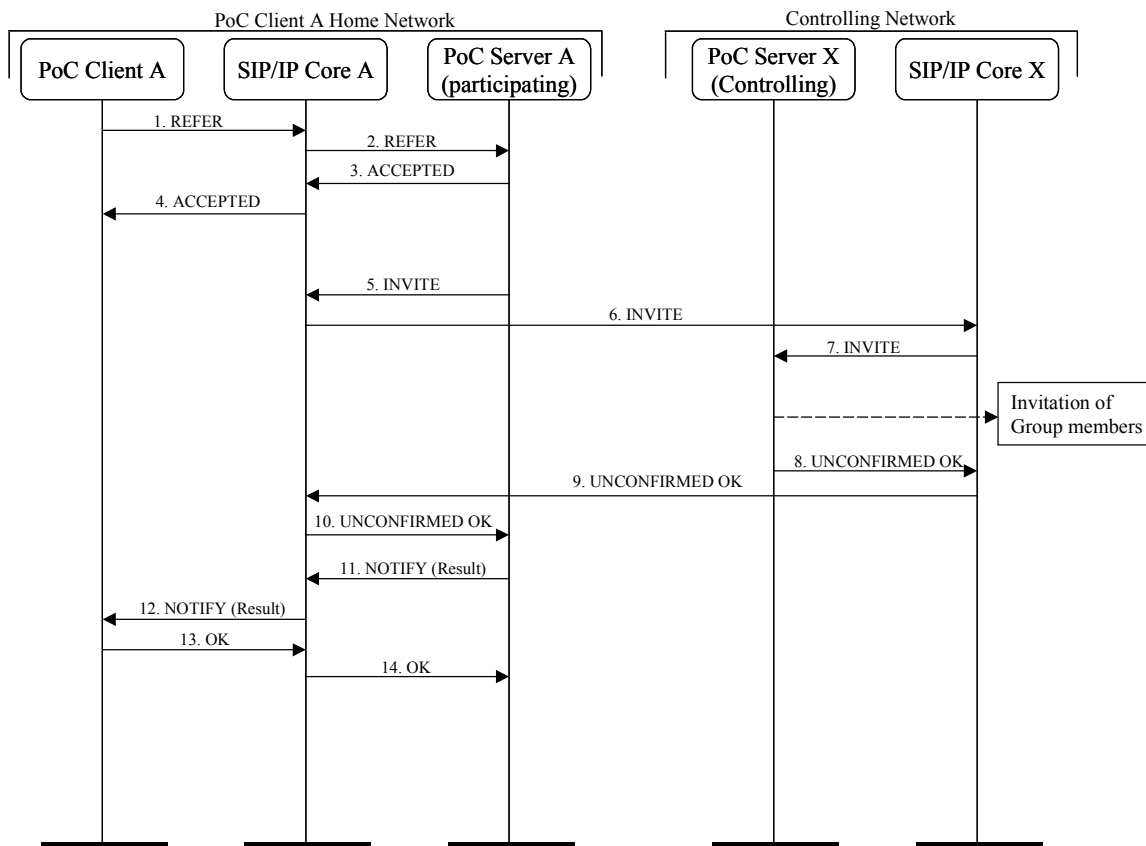 PoC Client A Home Network
Controlling Network
PoC Client A
SIP/IP Core A
PoC Server A
(participating)
PoC Server X
(Controlling)
SIP/IP Core X
1. REFER
2. REFER
3. ACCEPTED
4. ACCEPTED
5. INVITE
6. INVITE
7. INVITE
Invitation of
Group members
8. UNCONFIRMED OK
9. UNCONFIRMED OK
10. UNCONFIRMED OK
11. NOTIFY (Result)
12. NOTIFY (Result)
13. OK
14. OK